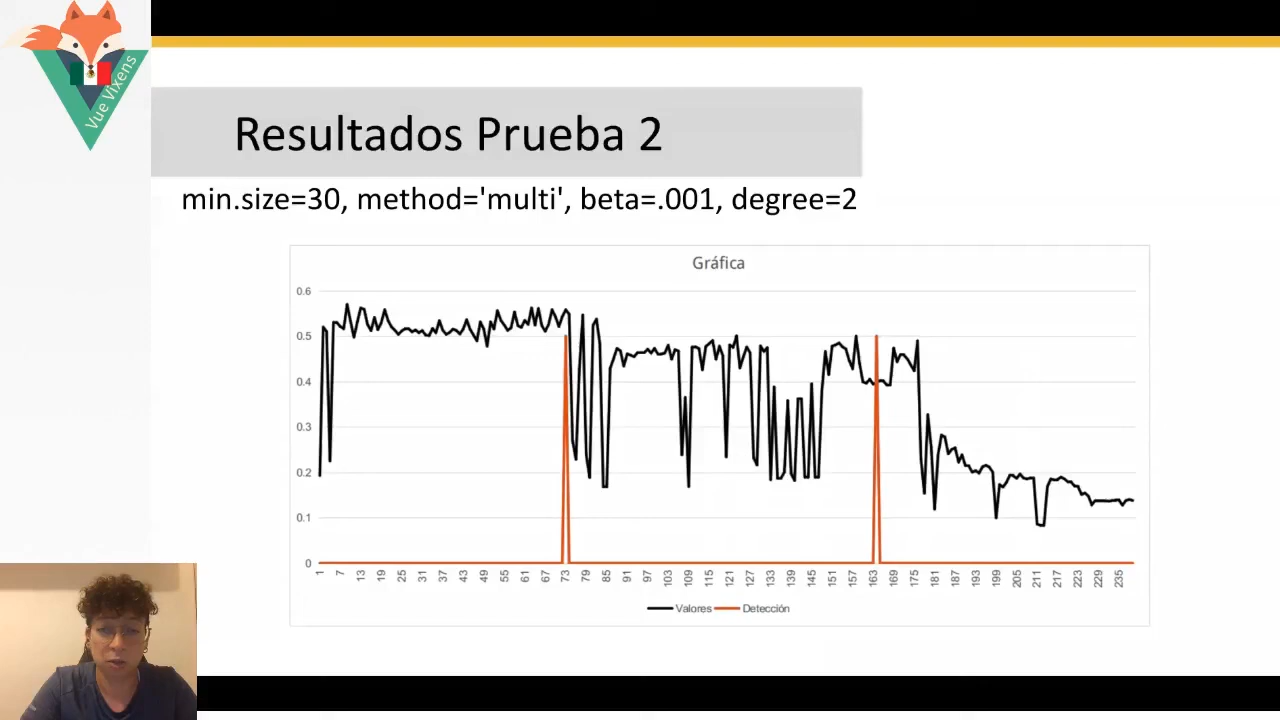 Vue Vixens
Resultados Prueba 2
min.size=30, method='multi', beta=.001, degree=2
Gráfica
0.6
0.5
0.4
0.3
0.2
0.1
0
1 7 13 19 25 31 37 43 49 55 61 67 73 79 85 91 97 103 109 115 121 127 133 139 145 151 157 163 169 175 181 187 193 199 205 211 217 223 229 235
Valores Detección